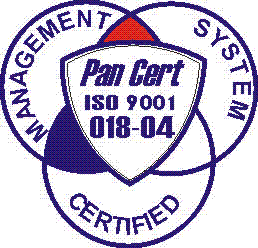 MANAGEMENT SYSTEM
Pan Cert
ISO 9001
018-04
CERTIFIED